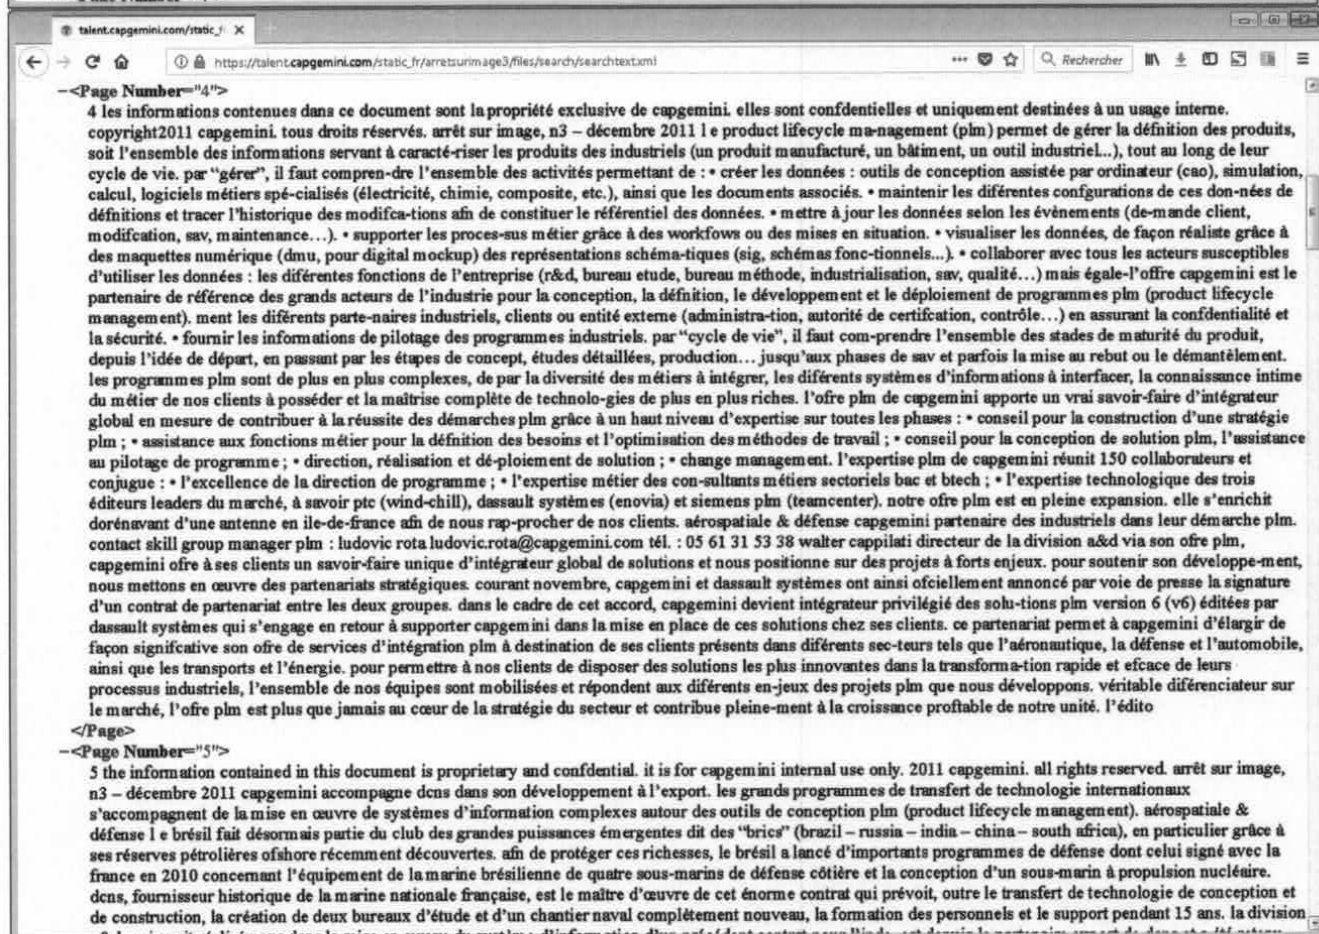 talent.capgemini.com/static_f X
https://talent.capgemini.com/static_fr/arretsurimage3/files/search/searchtext.xml
Rechercher
-<Page Number="4">
4 les informations contenues dans ce document sont la propriété exclusive de capgemini. elles sont confdentielles et uniquement destinées à un usage interne.
copyright2011 capgemini. tous droits réservés. arrêt sur image, n3 – décembre 2011 l e product lifecycle ma-nagement (plm) permet de gérer la défnition des produits,
soit l'ensemble des informations servant à caracté-riser les produits des industriels (un produit manufacturé, un bâtiment, un outil industriel...), tout au long de leur
cycle de vie. par "gérer", il faut compren-dre l'ensemble des activités permettant de : • créer les données : outils de conception assistée par ordinateur (cao), simulation,
calcul, logiciels métiers spé-cialisés (électricité, chimie, composite, etc.), ainsi que les documents associés. • maintenir les diférentes confgurations de ces don-nées de
défnitions et tracer l'historique des modifca-tions afn de constituer le référentiel des données. • mettre à jour les données selon les évènements (de-mande client,
modifcation, sav, maintenance…). • supporter les proces-sus métier grâce à des workfows ou des mises en situation. • visualiser les données, de façon réaliste grâce à
des maquettes numérique (dmu, pour digital mockup) des représentations schéma-tiques (sig, schémas fonc-tionnels...). • collaborer avec tous les acteurs susceptibles
d'utiliser les données : les diférentes fonctions de l'entreprise (r&d, bureau etude, bureau méthode, industrialisation, sav, qualité…) mais égale-l'offre capgemini est le
partenaire de référence des grands acteurs de l'industrie pour la conception, la défnition, le développement et le déploiement de programmes plm (product lifecycle
management). ment les diférents parte-naires industriels, clients ou entité externe (administra-tion, autorité de certifcation, contrôle…) en assurant la confdentialité et
la sécurité. • fournir les informations de pilotage des programmes industriels. par "cycle de vie", il faut com-prendre l'ensemble des stades de maturité du produit,
depuis l'idée de départ, en passant par les étapes de concept, études détaillées, production… jusqu'aux phases de sav et parfois la mise au rebut ou le démantèlement.
les programmes plm sont de plus en plus complexes, de par la diversité des métiers à intégrer, les diférents systèmes d'informations à interfacer, la connaissance intime
du métier de nos clients à posséder et la maîtrise complète de technolo-gies de plus en plus riches. l'ofre plm de capgemini apporte un vrai savoir-faire d'intégrateur
global en mesure de contribuer à la réussite des démarches plm grâce à un haut niveau d'expertise sur toutes les phases : • conseil pour la construction d'une stratégie
plm ; • assistance aux fonctions métier pour la défnition des besoins et l'optimisation des méthodes de travail ; • conseil pour la conception de solution plm, l'assistance
au pilotage de programme ; • direction, réalisation et dé-ploiement de solution ; • change management. l'expertise plm de capgemini réunit 150 collaborateurs et
conjugue : • l'excellence de la direction de programme ; • l'expertise métier des con-sultants métiers sectoriels bac et btech ; • l'expertise technologique des trois
éditeurs leaders du marché, à savoir ptc (wind-chill), dassault systèmes (enovia) et siemens plm (teamcenter). notre ofre plm est en pleine expansion. elle s'enrichit
dorénavant d'une antenne en ile-de-france afn de nous rap-procher de nos clients. aérospatiale & défense capgemini partenaire des industriels dans leur démarche plm.
contact skill group manager plm : ludovic rota ludovic.rota@capgemini.com tél. : 05 61 31 53 38 walter cappilati directeur de la division a&d via son ofre plm,
capgemini ofre à ses clients un savoir-faire unique d'intégrateur global de solutions et nous positionne sur des projets à forts enjeux. pour soutenir son développe-ment,
nous mettons en œuvre des partenariats stratégiques. courant novembre, capgemini et dassault systèmes ont ainsi ofciellement annoncé par voie de presse la signature
d'un contrat de partenariat entre les deux groupes. dans le cadre de cet accord, capgemini devient intégrateur privilégié des solu-tions plm version 6 (v6) éditées par
dassault systèmes qui s'engage en retour à supporter capgemini dans la mise en place de ces solutions chez ses clients. ce partenariat permet à capgemini d'élargir de
façon signifcative son ofre de services d'intégration plm à destination de ses clients présents dans diférents sec-teurs tels que l'aéronautique, la défense et l'automobile,
ainsi que les transports et l'énergie. pour permettre à nos clients de disposer des solutions les plus innovantes dans la transforma-tion rapide et efcace de leurs
processus industriels, l'ensemble de nos équipes sont mobilisées et répondent aux diférents en-jeux des projets plm que nous développons. véritable diférenciateur sur
le marché, l'ofre plm est plus que jamais au cœur de la stratégie du secteur et contribue pleine-ment à la croissance proftable de notre unité. l'édito
</Page>
-<Page Number="5">
5 the information contained in this document is proprietary and confdential. it is for capgemini internal use only. 2011 capgemini. all rights reserved. arrêt sur image,
n3 – décembre 2011 capgemini accompagne dcns dans son développement à l'export. les grands programmes de transfert de technologie internationaux
s'accompagnent de la mise en œuvre de systèmes d'information complexes autour des outils de conception plm (product lifecycle management). aérospatiale &
défense l e brésil fait désormais partie du club des grandes puissances émergentes dit des "brics" (brazil – russia – india – china – south africa), en particulier grâce à
ses réserves pétrolières ofshore récemment découvertes. afn de protéger ces richesses, le brésil a lancé d'importants programmes de défense dont celui signé avec la
france en 2010 concernant l'équipement de la marine brésilienne de quatre sous-marins de défense côtière et la conception d'un sous-marin à propulsion nucléaire.
dcns, fournisseur historique de la marine nationale française, est le maître d'œuvre de cet énorme contrat qui prévoit, outre le transfert de technologie de conception et
de construction, la création de deux bureaux d'étude et d'un chantier naval complètement nouveau, la formation des personnels et le support pendant 15 ans. la division